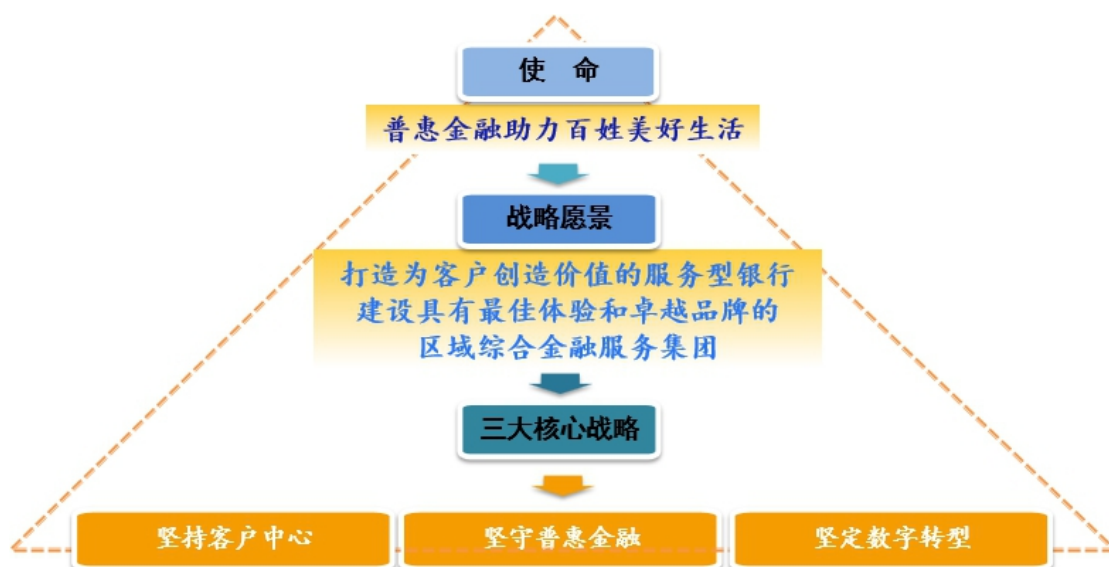 使 命
普惠金融助力百姓美好生活
战略愿景
打造为客户创造价值的服务型银行
建设具有最佳体验和卓越品牌的
区域综合金融服务集团
三大核心战略
坚持客户中心
坚守普惠金融
坚定数字转型